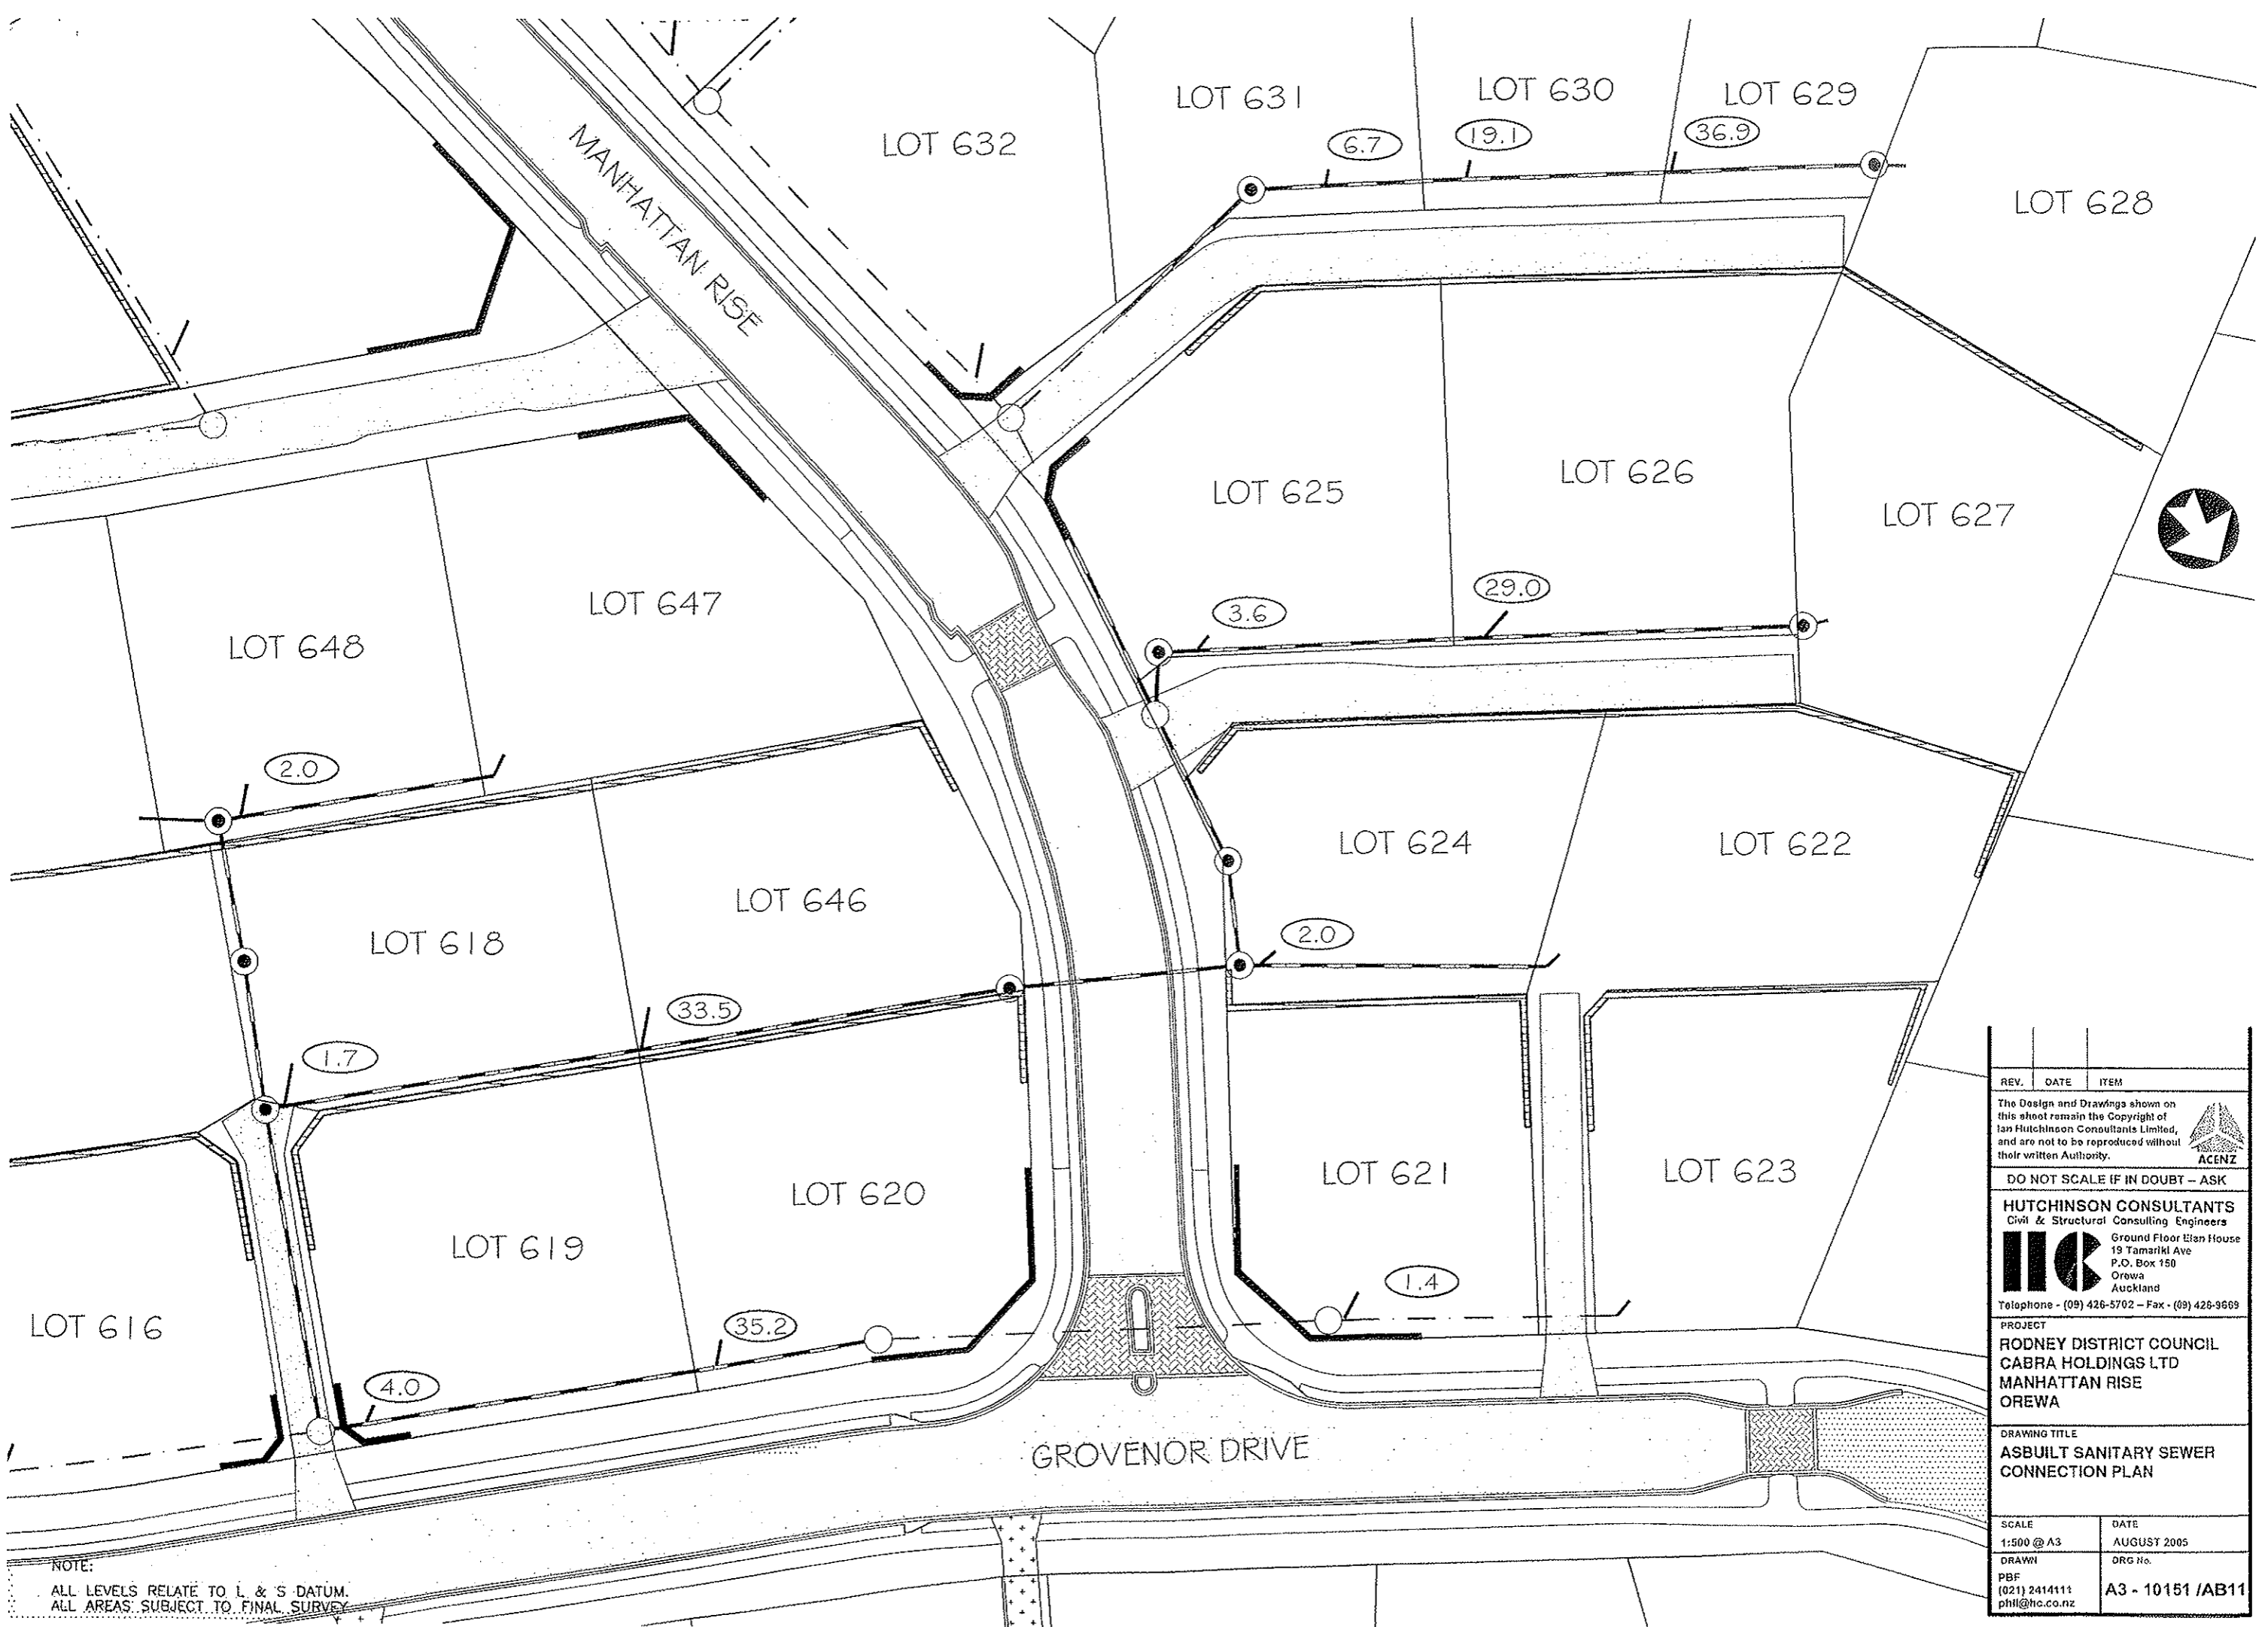 LOT 631
LOT 630
LOT 629
LOT 632
6.7
19.1
36.9
MANHATTAN RISE
LOT 628
LOT 625
LOT 626
LOT 627
LOT 648
LOT 647
3.6
29.0
2.0
LOT 624
LOT 622
LOT 618
LOT 646
2.0
33.5
1.7
LOT 621
LOT 623
LOT 619
LOT 620
LOT 616
35.2
1.4
4.0
GROVENOR DRIVE
NOTE:
ALL LEVELS RELATE TO L & S DATUM.
ALL AREAS SUBJECT TO FINAL SURVEY
REV. DATE ITEM
The Design and Drawings shown on
this sheet remain the Copyright of
Ian Hutchinson Consultants Limited,
and are not to be reproduced without
their written Authority.
ACENZ
DO NOT SCALE IF IN DOUBT – ASK
HUTCHINSON CONSULTANTS
Civil & Structural Consulting Engineers
HC
Ground Floor Elan House
19 Tamariki Ave
P.O. Box 150
Orewa
Auckland
Telephone - (09) 426-5702 – Fax - (09) 426-9669
PROJECT
RODNEY DISTRICT COUNCIL
CABRA HOLDINGS LTD
MANHATTAN RISE
OREWA
DRAWING TITLE
ASBUILT SANITARY SEWER
CONNECTION PLAN
SCALE
1:500 @ A3
DATE
AUGUST 2005
DRAWN
PBF
(021) 2414111
phil@hc.co.nz
DRG No.
A3 - 10151 /AB11